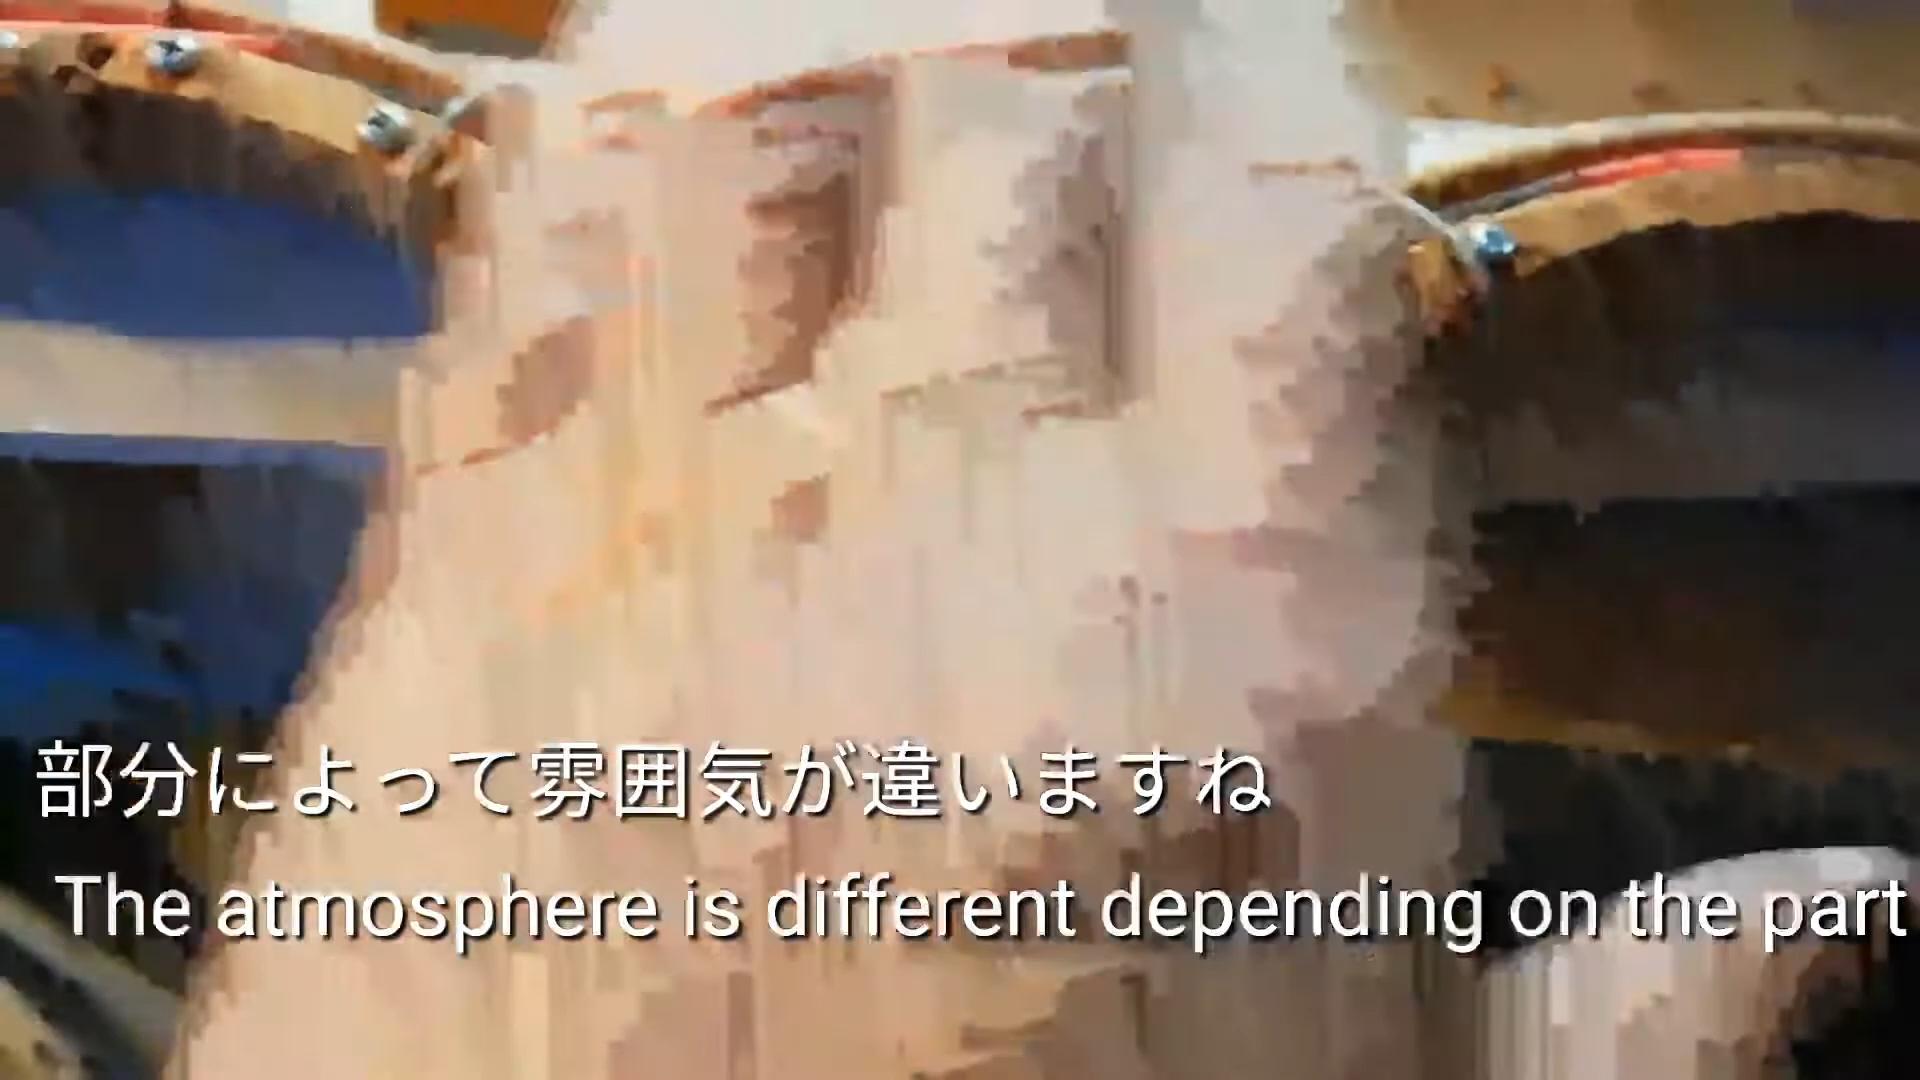 部分によって雰囲気が違いますね
The atmosphere is different depending on the part